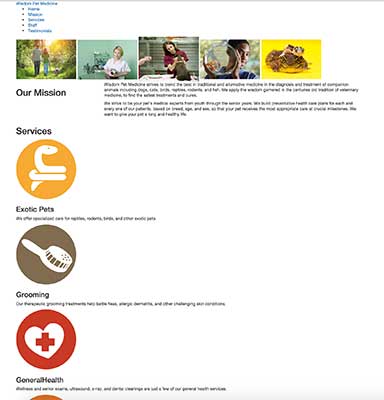 Wisdom Pet Medicine
Home
Mission
Services
Staff
Testimonials
Our Mission
Wisdom Pet Medicine strives to blend the best in traditional and alternative medicine in the diagnosis and treatment of companion
animals including dogs, cats, birds, reptiles, rodents, and fish. We apply the wisdom garnered in the centuries old tradition of veterinary
medicine, to find the safest treatments and cures.
We strive to be your pet's medical experts from youth through the senior years. We build preventative health care plans for each and
every one of our patients, based on breed, age, and sex, so that your pet receives the most appropriate care at crucial milestones. We
want to give your pet a long and healthy life.
Services
Exotic Pets
We offer specialized care for reptiles, rodents, birds, and other exotic pets.
Grooming
Our therapeutic grooming treatments help battle fleas, allergic dermatitis, and other challenging skin conditions.
GeneralHealth
Wellness and senior exams, ultrasound, x-ray, and dental cleanings are just a few of our general health services.